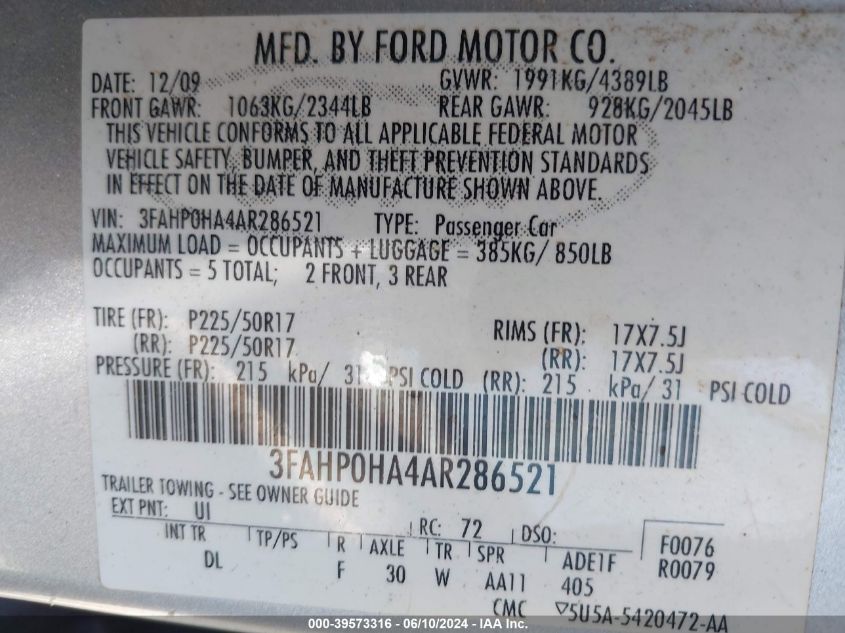 MFD. BY FORD MOTOR CO.
DATE: 12/09 GVWR: 1991KG/4389LB
FRONT GAWR: 1063KG/2344LB REAR GAWR: 928KG/2045LB
THIS VEHICLE CONFORMS TO ALL APPLICABLE FEDERAL MOTOR
VEHICLE SAFETY, BUMPER, AND THEFT PREVENTION STANDARDS
IN EFFECT ON THE DATE OF MANUFACTURE SHOWN ABOVE.
VIN: 3FAHP0HA4AR286521 TYPE: Passenger Car
MAXIMUM LOAD = OCCUPANTS + LUGGAGE = 385KG/ 850LB
OCCUPANTS = 5 TOTAL; 2 FRONT, 3 REAR
TIRE (FR): P225/50R17 RIMS (FR): 17X7.5J
(RR): P225/50R17 (RR): 17X7.5J
PRESSURE (FR): 215 kPa/ 31 PSI COLD (RR): 215 kPa/ 31 PSI COLD
3FAHP0HA4AR286521
TRAILER TOWING - SEE OWNER GUIDE
EXT PNT: UI RC: 72 DSO: F0076
INT TR TP/PS R AXLE TR SPR ADE1F R0079
DL F 30 W AA11 405
CMC ▽5U5A-5420472-AA
000-39573316 - 06/10/2024 - IAAI.com